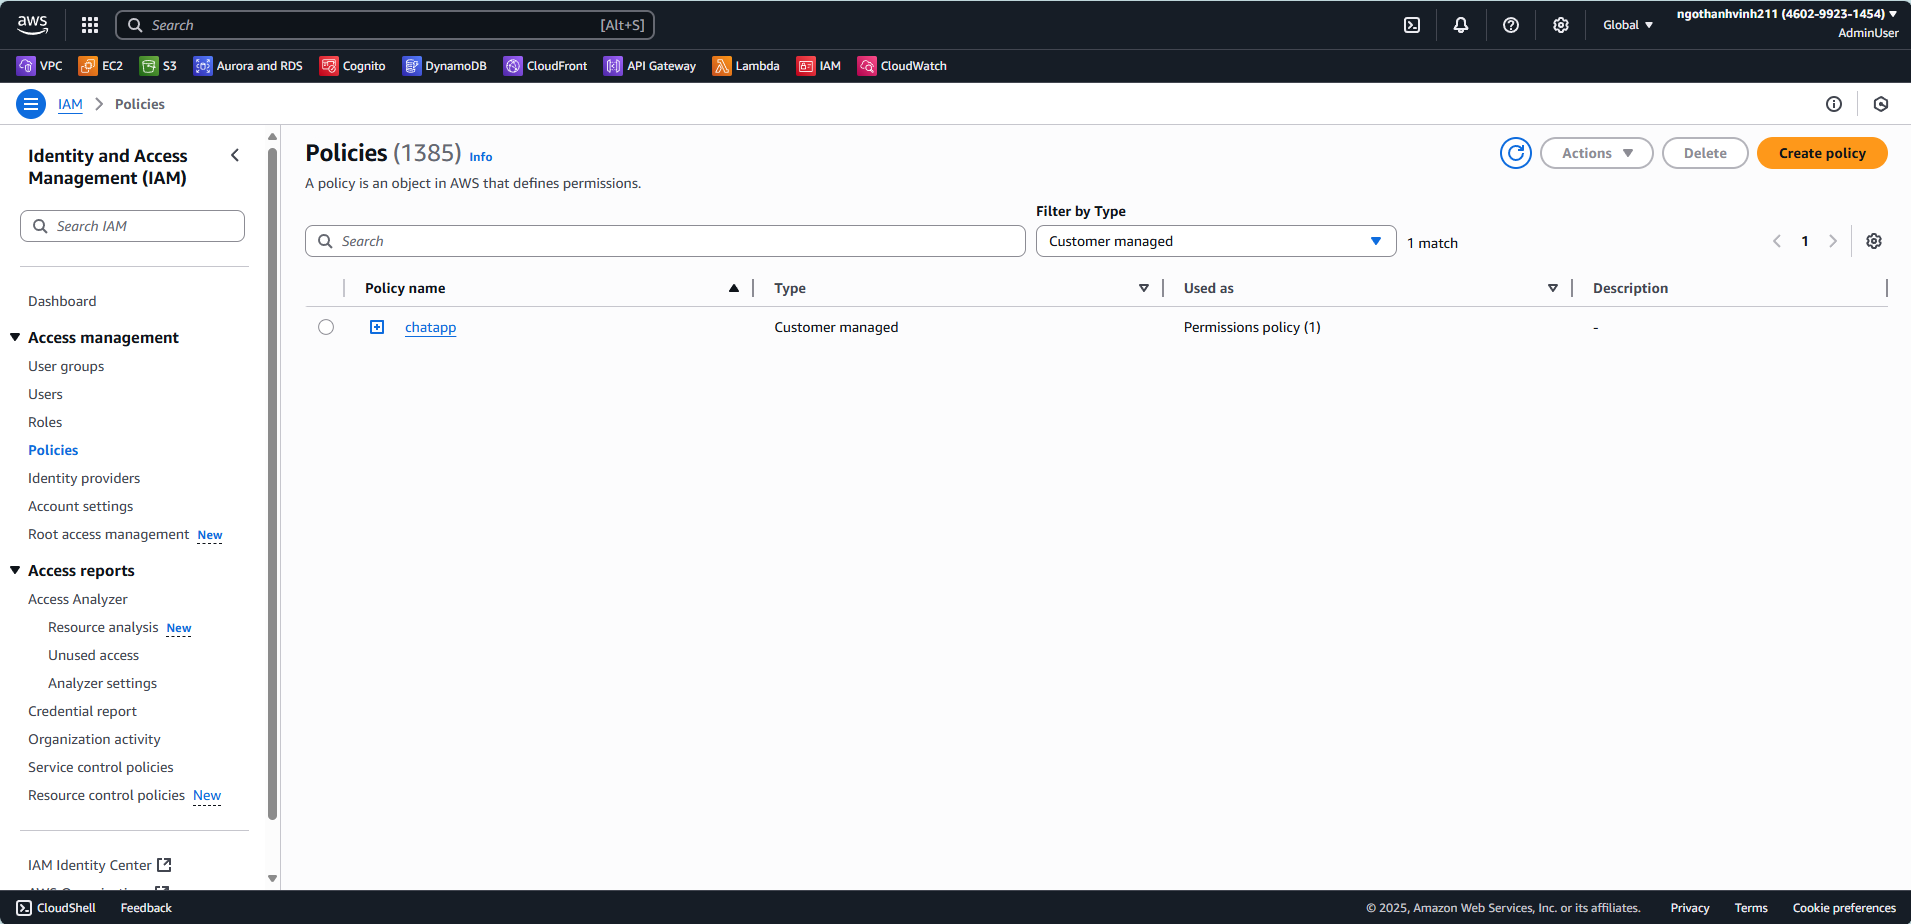 aws
Search [Alt+S]
Global
ngothanhvinh211 (4602-9923-1454)
AdminUser
VPC EC2 S3 Aurora and RDS Cognito DynamoDB CloudFront API Gateway Lambda IAM CloudWatch
IAM > Policies
Identity and Access
Management (IAM)
Search IAM
Dashboard
Access management
User groups
Users
Roles
Policies
Identity providers
Account settings
Root access management New
Access reports
Access Analyzer
Resource analysis New
Unused access
Analyzer settings
Credential report
Organization activity
Service control policies
Resource control policies New
IAM Identity Center
Policies (1385) Info
A policy is an object in AWS that defines permissions.
Actions Delete Create policy
Filter by Type
Search Customer managed 1 match 1
Policy name Type Used as Description
chatapp Customer managed Permissions policy (1) -
CloudShell Feedback © 2025, Amazon Web Services, Inc. or its affiliates. Privacy Terms Cookie preferences